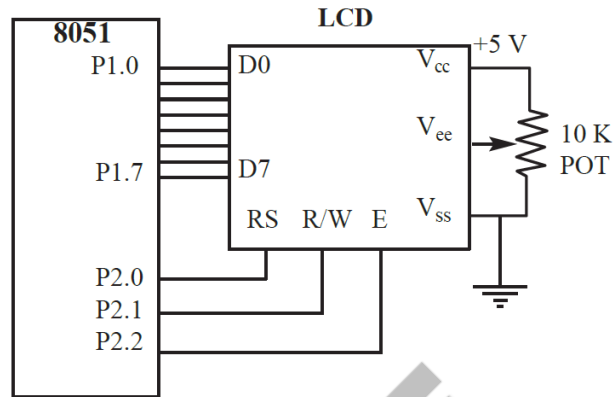 LCD
8051
+5 V
P1.0
D0
Vcc
Vee
10 K
POT
P1.7
D7
Vss
RS R/W E
P2.0
P2.1
P2.2